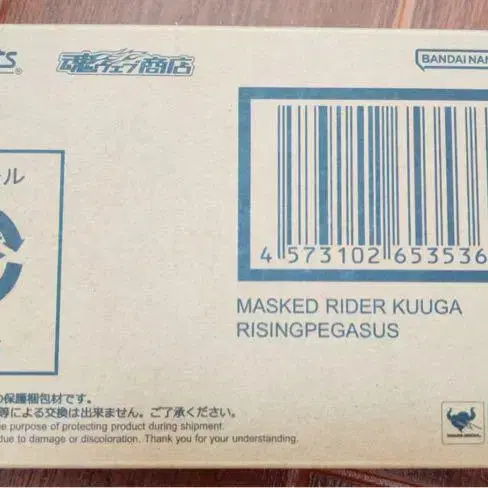 TS®
魂ウェブ商店
BANDAI NAM
ール
4 573102 653536
MASKED RIDER KUUGA
RISINGPEGASUS
の保護梱包材です。
等による交換は出来ません。ご了承ください。
e purpose of protecting product during shipment.
due to damage or discoloration. Thank you for your understanding.